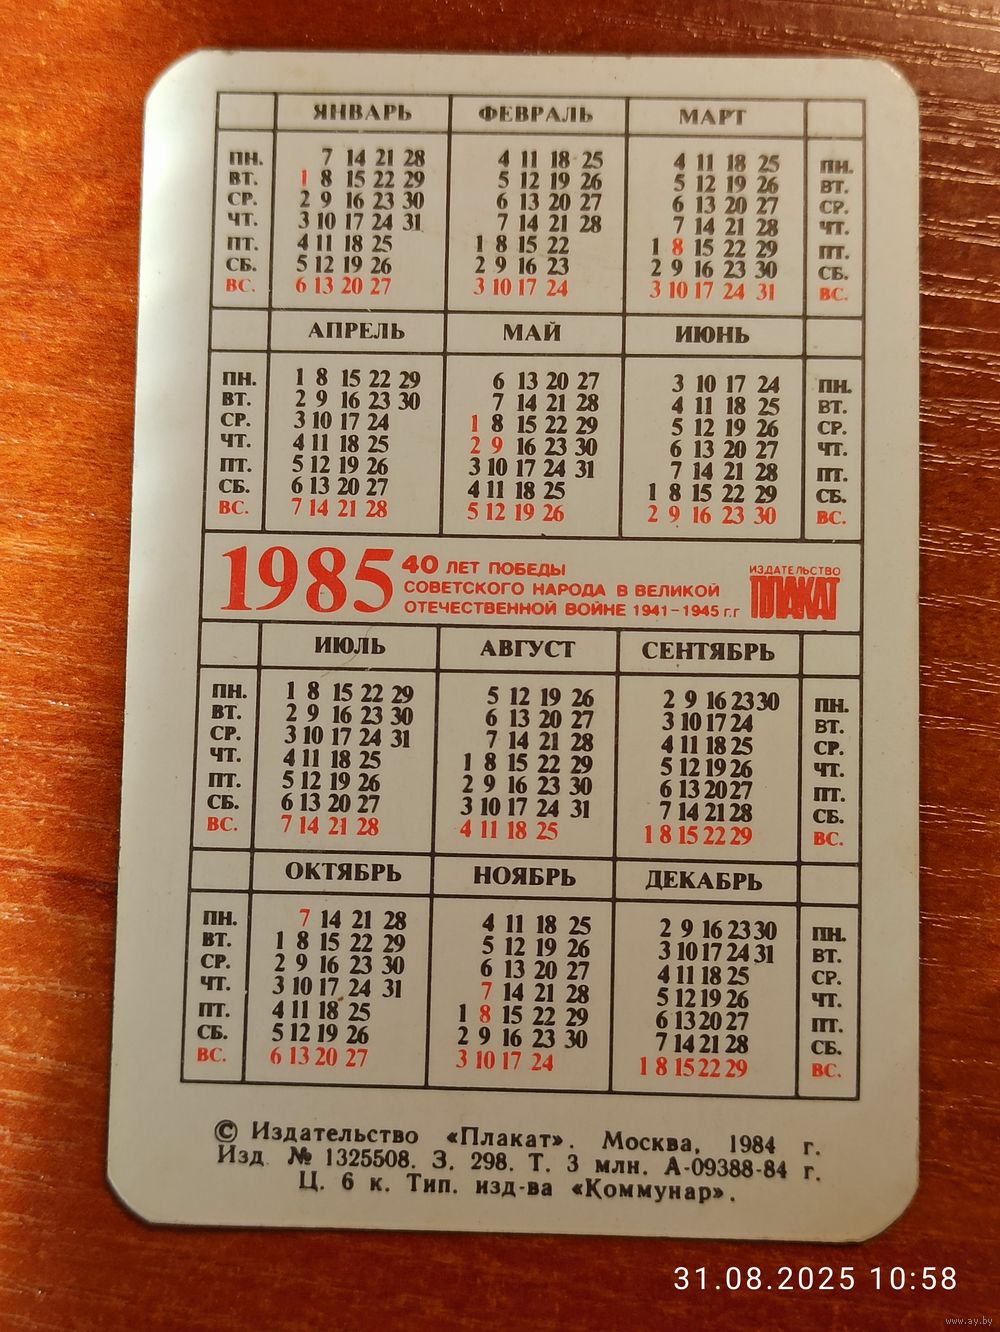 ЯНВАРЬ ФЕВРАЛЬ МАРТ
ПН. 7 14 21 28 4 11 18 25 4 11 18 25 ПН.
ВТ. 1 8 15 22 29 5 12 19 26 5 12 19 26 ВТ.
СР. 2 9 16 23 30 6 13 20 27 6 13 20 27 СР.
ЧТ. 3 10 17 24 31 7 14 21 28 7 14 21 28 ЧТ.
ПТ. 4 11 18 25 1 8 15 22 1 8 15 22 29 ПТ.
СБ. 5 12 19 26 2 9 16 23 2 9 16 23 30 СБ.
ВС. 6 13 20 27 3 10 17 24 3 10 17 24 31 ВС.
АПРЕЛЬ МАЙ ИЮНЬ
ПН. 1 8 15 22 29 6 13 20 27 3 10 17 24 ПН.
ВТ. 2 9 16 23 30 7 14 21 28 4 11 18 25 ВТ.
СР. 3 10 17 24 1 8 15 22 29 5 12 19 26 СР.
ЧТ. 4 11 18 25 2 9 16 23 30 6 13 20 27 ЧТ.
ПТ. 5 12 19 26 3 10 17 24 31 7 14 21 28 ПТ.
СБ. 6 13 20 27 4 11 18 25 1 8 15 22 29 СБ.
ВС. 7 14 21 28 5 12 19 26 2 9 16 23 30 ВС.
1985
40 ЛЕТ ПОБЕДЫ
СОВЕТСКОГО НАРОДА В ВЕЛИКОЙ
ОТЕЧЕСТВЕННОЙ ВОЙНЕ 1941-1945 г.г
ИЗДАТЕЛЬСТВО
ПЛАКАТ
ИЮЛЬ АВГУСТ СЕНТЯБРЬ
ПН. 1 8 15 22 29 5 12 19 26 2 9 16 23 30 ПН.
ВТ. 2 9 16 23 30 6 13 20 27 3 10 17 24 ВТ.
СР. 3 10 17 24 31 7 14 21 28 4 11 18 25 СР.
ЧТ. 4 11 18 25 1 8 15 22 29 5 12 19 26 ЧТ.
ПТ. 5 12 19 26 2 9 16 23 30 6 13 20 27 ПТ.
СБ. 6 13 20 27 3 10 17 24 31 7 14 21 28 СБ.
ВС. 7 14 21 28 4 11 18 25 1 8 15 22 29 ВС.
ОКТЯБРЬ НОЯБРЬ ДЕКАБРЬ
ПН. 7 14 21 28 4 11 18 25 2 9 16 23 30 ПН.
ВТ. 1 8 15 22 29 5 12 19 26 3 10 17 24 31 ВТ.
СР. 2 9 16 23 30 6 13 20 27 4 11 18 25 СР.
ЧТ. 3 10 17 24 31 7 14 21 28 5 12 19 26 ЧТ.
ПТ. 4 11 18 25 1 8 15 22 29 6 13 20 27 ПТ.
СБ. 5 12 19 26 2 9 16 23 30 7 14 21 28 СБ.
ВС. 6 13 20 27 3 10 17 24 1 8 15 22 29 ВС.
© Издательство «Плакат». Москва, 1984 г.
Изд. № 1325508. З. 298. Т. 3 млн. А-09388-84 г.
Ц. 6 к. Тип. изд-ва «Коммунар».
31.08.2025 10:58
www.ay.by